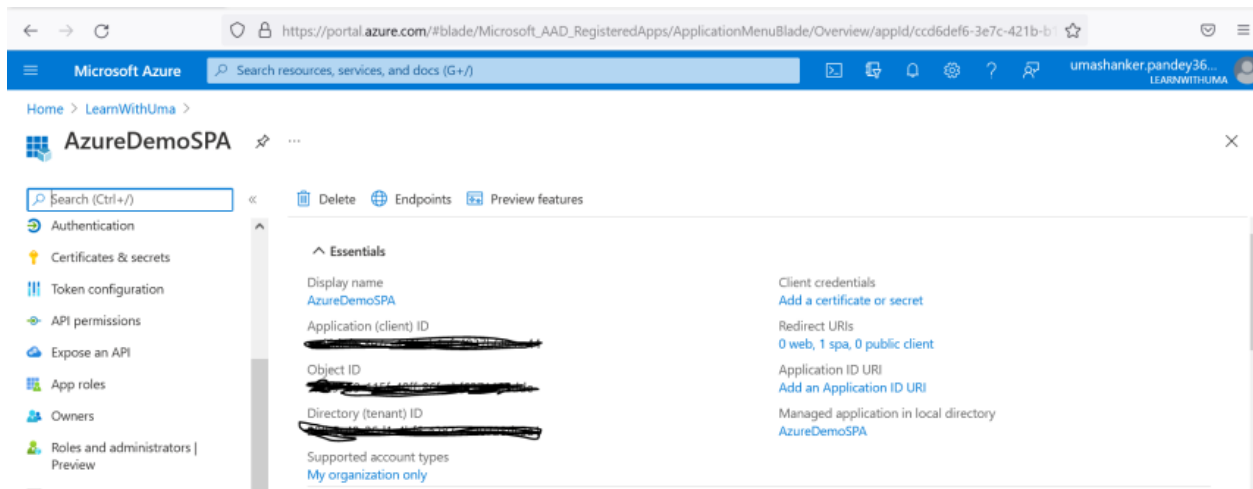 https://portal.azure.com/#blade/Microsoft_AAD_RegisteredApps/ApplicationMenuBlade/Overview/appId/ccd6def6-3e7c-421b-b
Microsoft Azure
Search resources, services, and docs (G+/)
umashanker.pandey36...
LEARNWITHUMA
Home > LearnWithUma >
AzureDemoSPA
...
Search (Ctrl+/)
«
Delete
Endpoints
Preview features
Authentication
Certificates & secrets
Token configuration
API permissions
Expose an API
App roles
Owners
Roles and administrators |
Preview
Essentials
Display name
AzureDemoSPA
Application (client) ID
Object ID
Directory (tenant) ID
Supported account types
My organization only
Client credentials
Add a certificate or secret
Redirect URIs
0 web, 1 spa, 0 public client
Application ID URI
Add an Application ID URI
Managed application in local directory
AzureDemoSPA